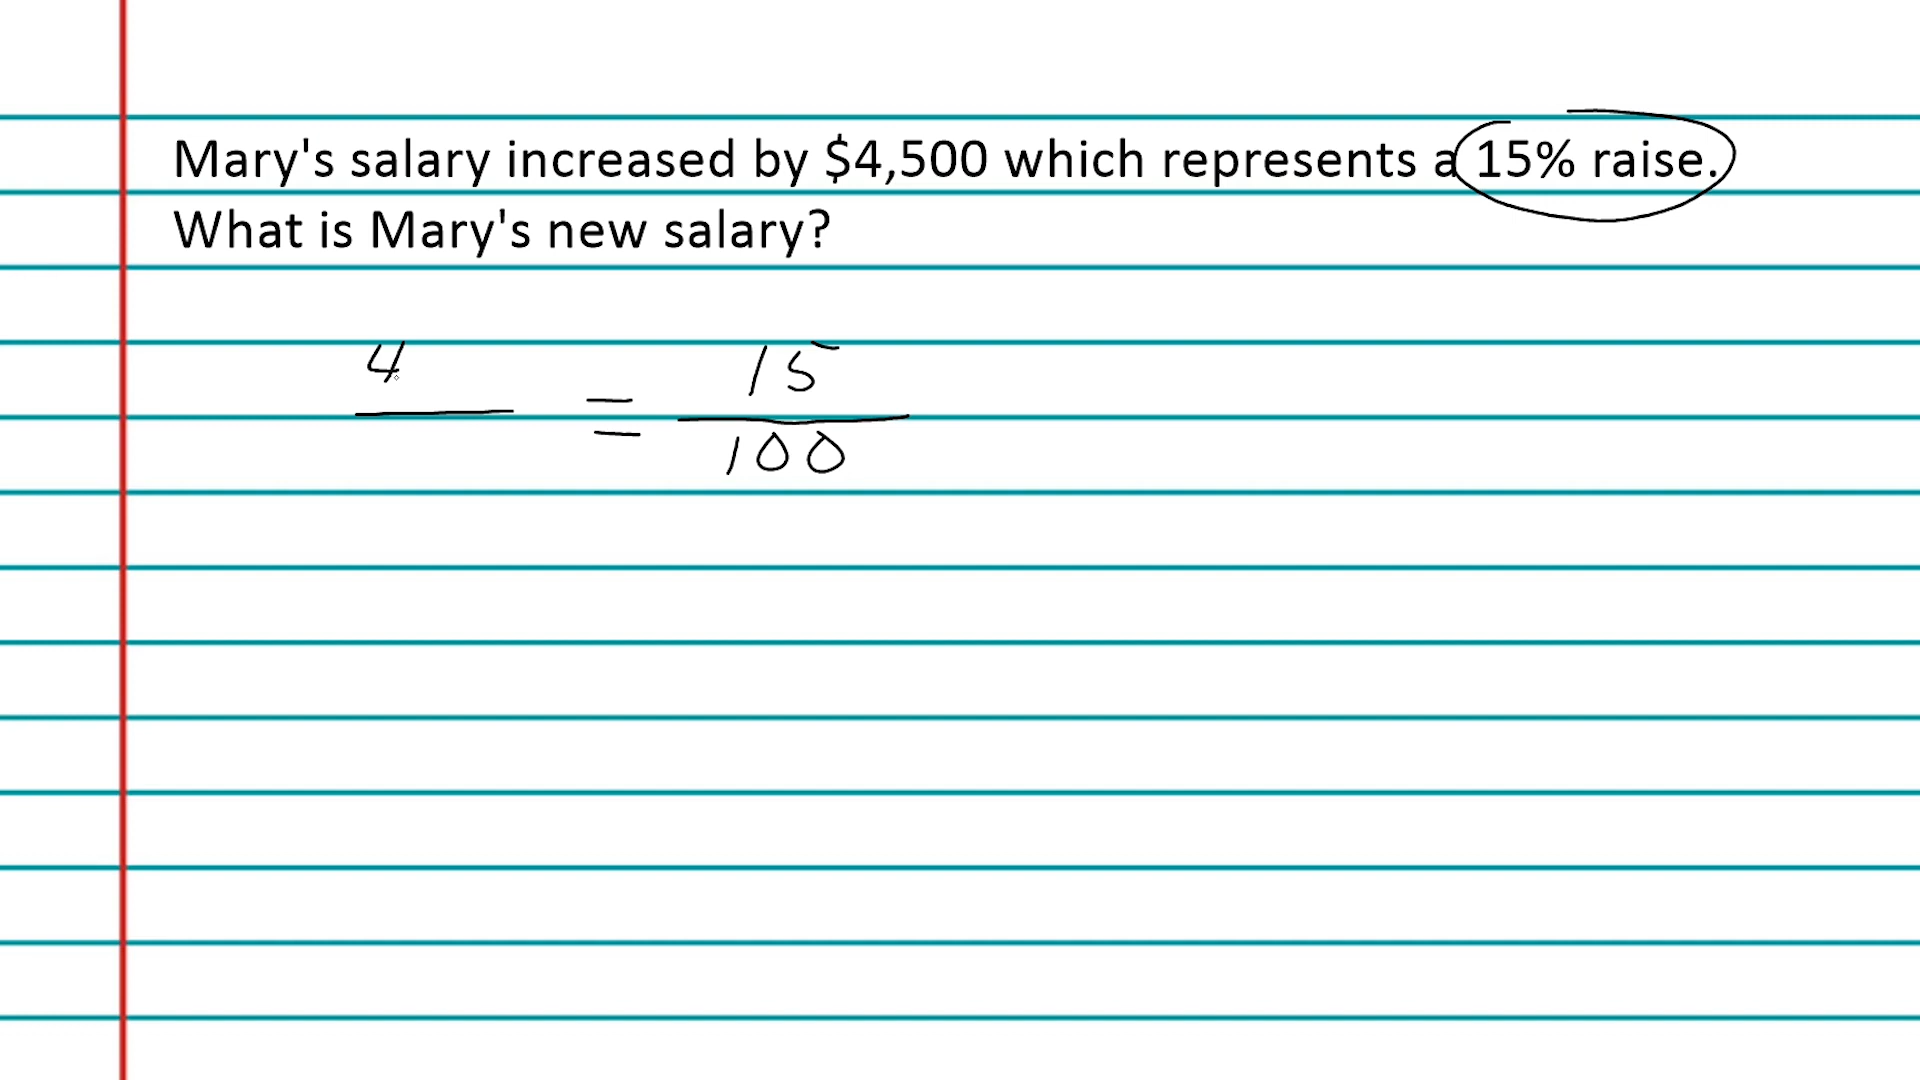 Mary's salary increased by $4,500 which represents a 15% raise.
What is Mary's new salary?
4
= 15
100